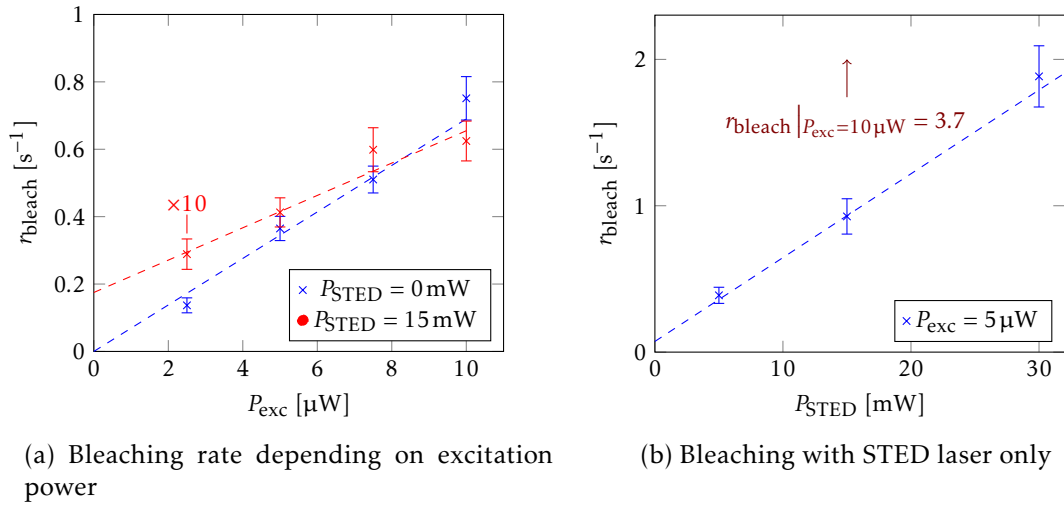 1
0.8
0.6
0.4
0.2
0
r_bleach [s⁻¹]
×10
P_STED = 0 mW
P_STED = 15 mW
0 2 4 6 8 10
P_exc [µW]
(a) Bleaching rate depending on excitation
power
2
1
0
r_bleach [s⁻¹]
r_bleach |P_exc=10 µW = 3.7
P_exc = 5 µW
0 10 20 30
P_STED [mW]
(b) Bleaching with STED laser only